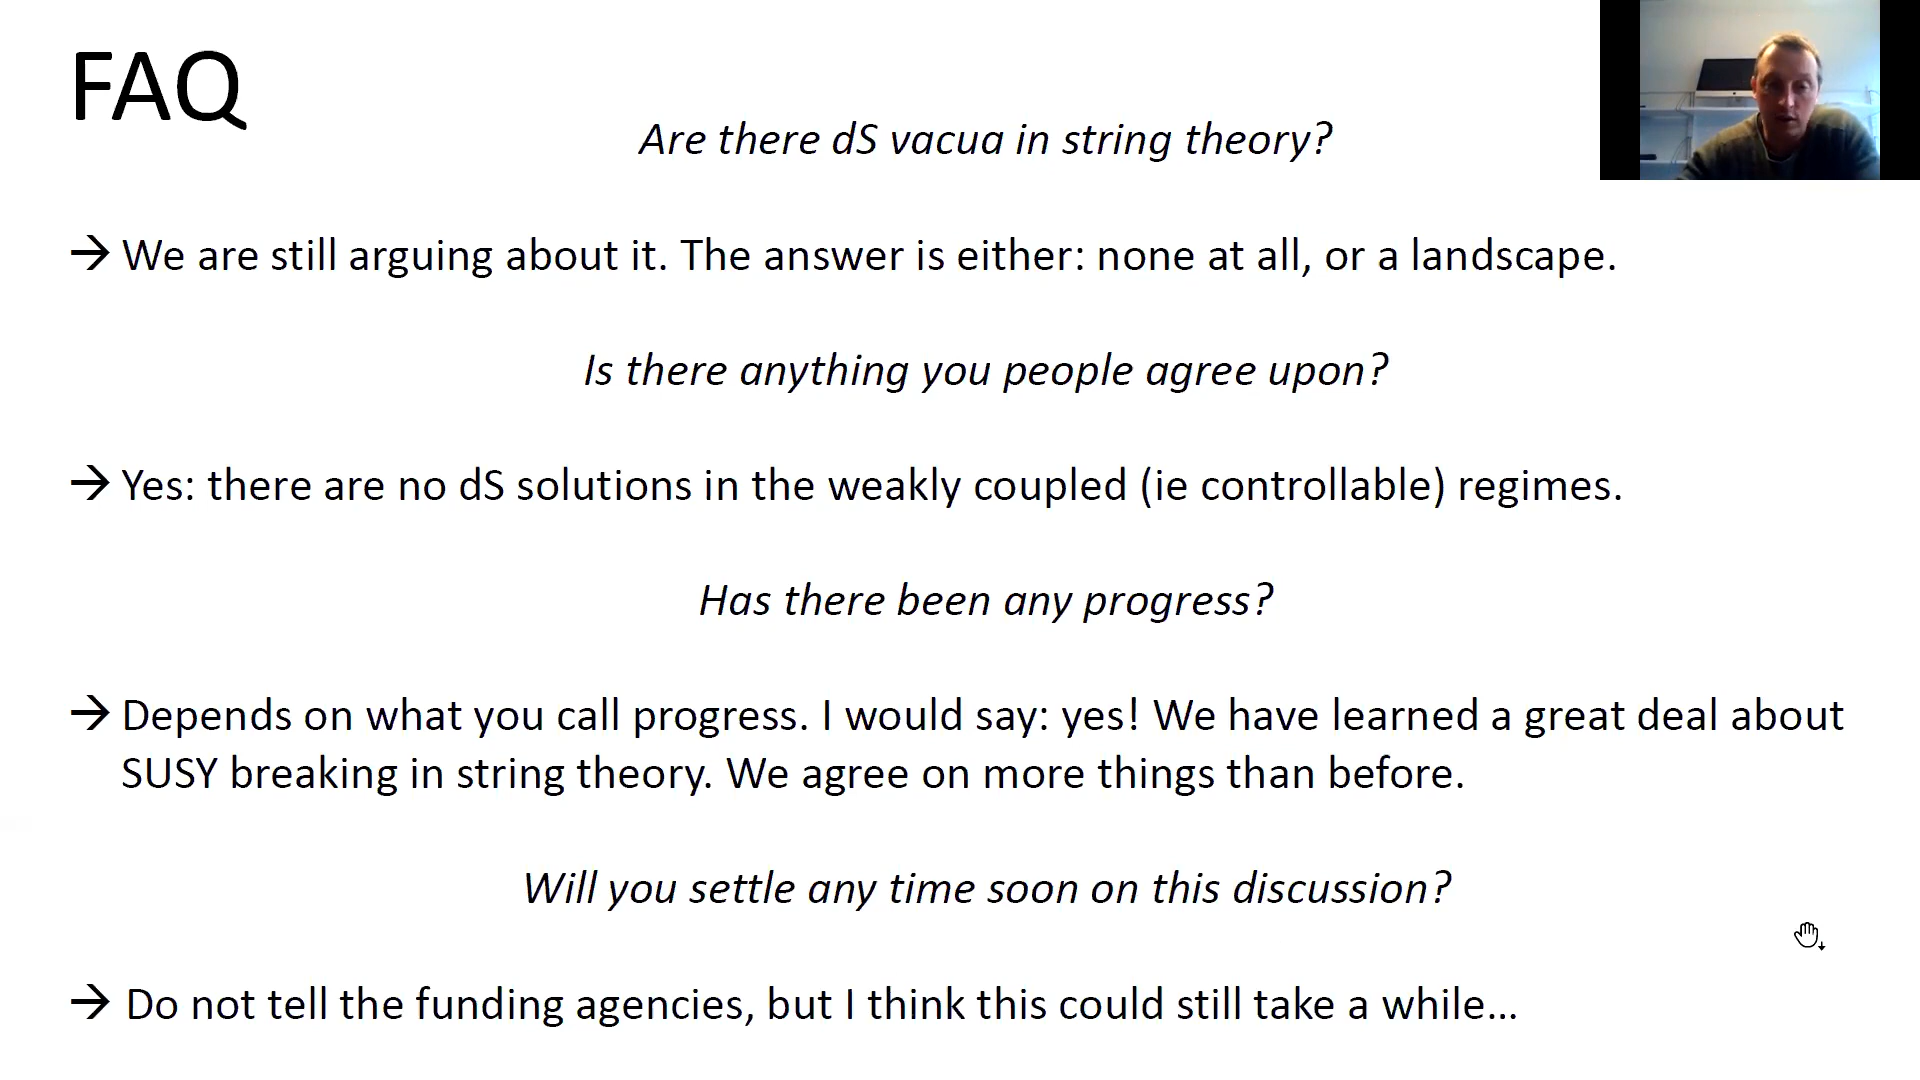 FAQ
Are there dS vacua in string theory?
→ We are still arguing about it. The answer is either: none at all, or a landscape.
Is there anything you people agree upon?
→ Yes: there are no dS solutions in the weakly coupled (ie controllable) regimes.
Has there been any progress?
→ Depends on what you call progress. I would say: yes! We have learned a great deal about
SUSY breaking in string theory. We agree on more things than before.
Will you settle any time soon on this discussion?
→ Do not tell the funding agencies, but I think this could still take a while…